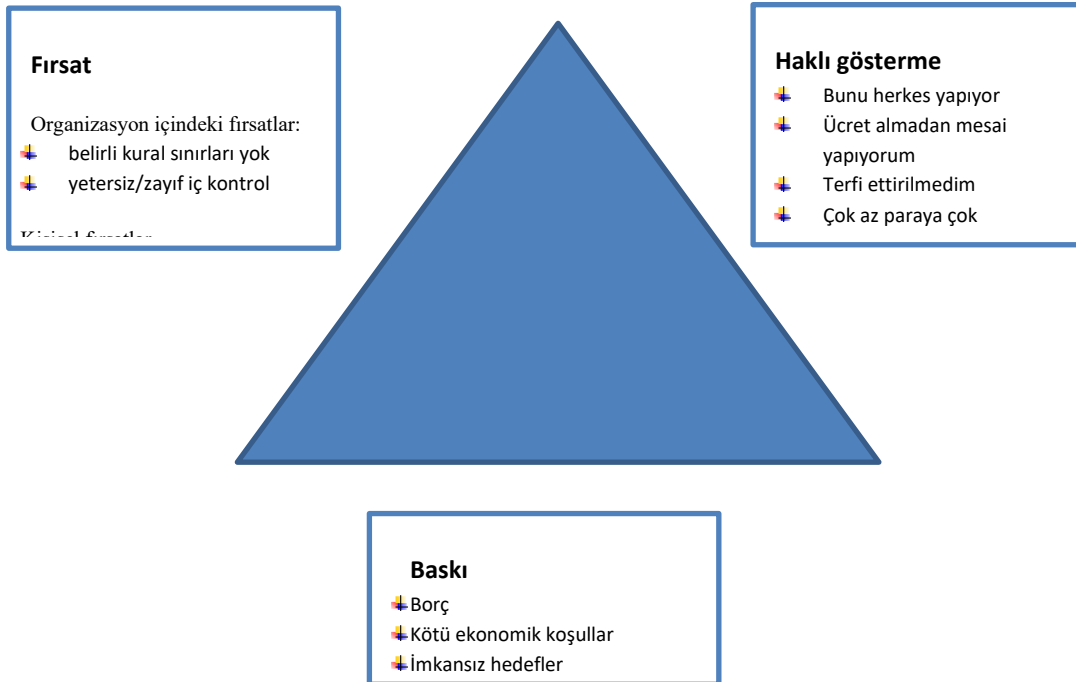 Fırsat
Organizasyon içindeki fırsatlar:
belirli kural sınırları yok
yetersiz/zayıf iç kontrol
Haklı gösterme
Bunu herkes yapıyor
Ücret almadan mesai
yapıyorum
Terfi ettirilmedim
Çok az paraya çok
Baskı
Borç
Kötü ekonomik koşullar
İmkansız hedefler